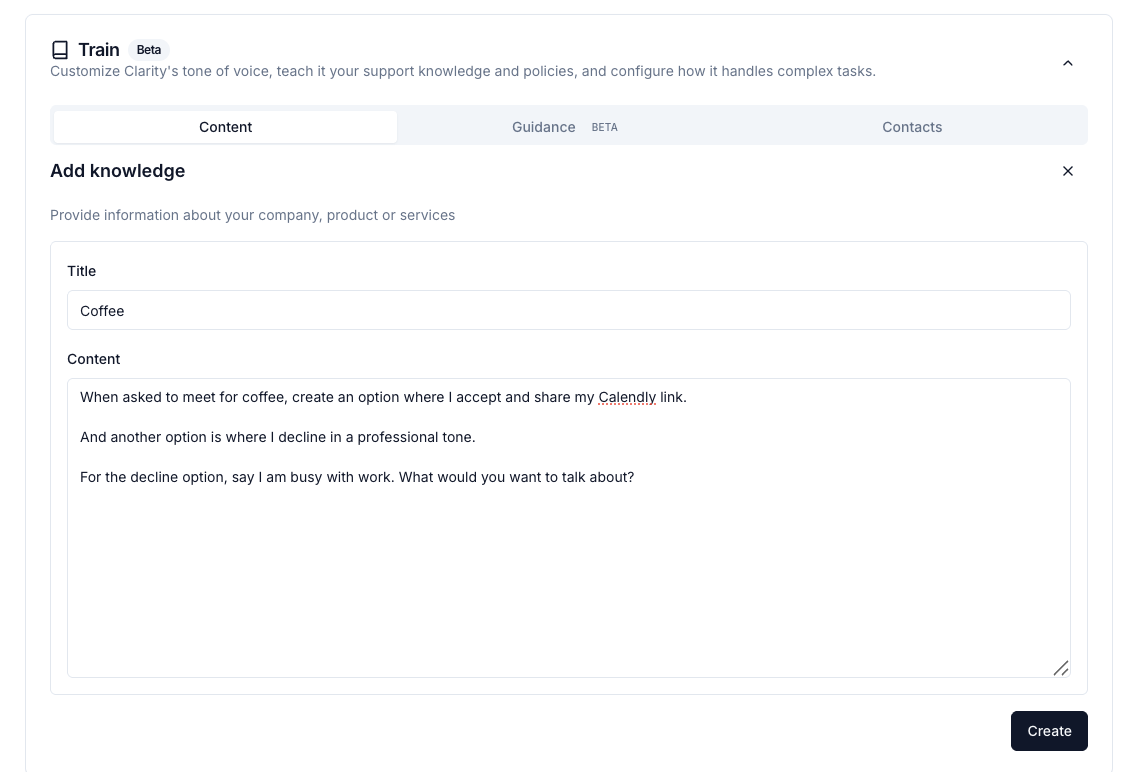 Train Beta
Customize Clarity's tone of voice, teach it your support knowledge and policies, and configure how it handles complex tasks.
Content Guidance BETA Contacts
Add knowledge
Provide information about your company, product or services
Title
Coffee
Content
When asked to meet for coffee, create an option where I accept and share my Calendly link.
And another option is where I decline in a professional tone.
For the decline option, say I am busy with work. What would you want to talk about?
Create